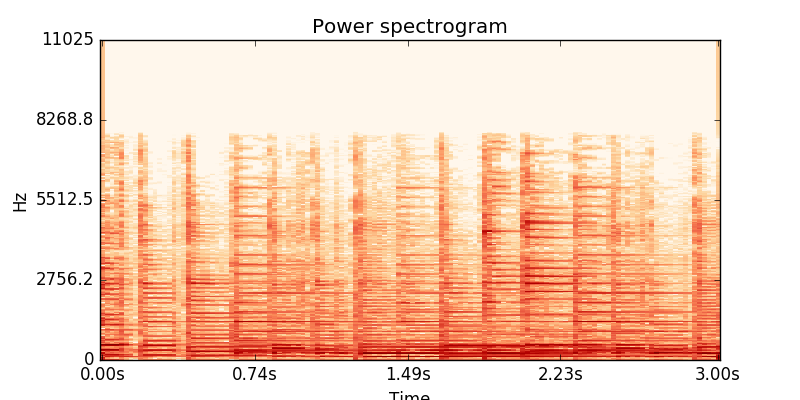 Power spectrogram
11025
8268.8
5512.5
2756.2
0
Hz
0.00s 0.74s 1.49s 2.23s 3.00s
Time